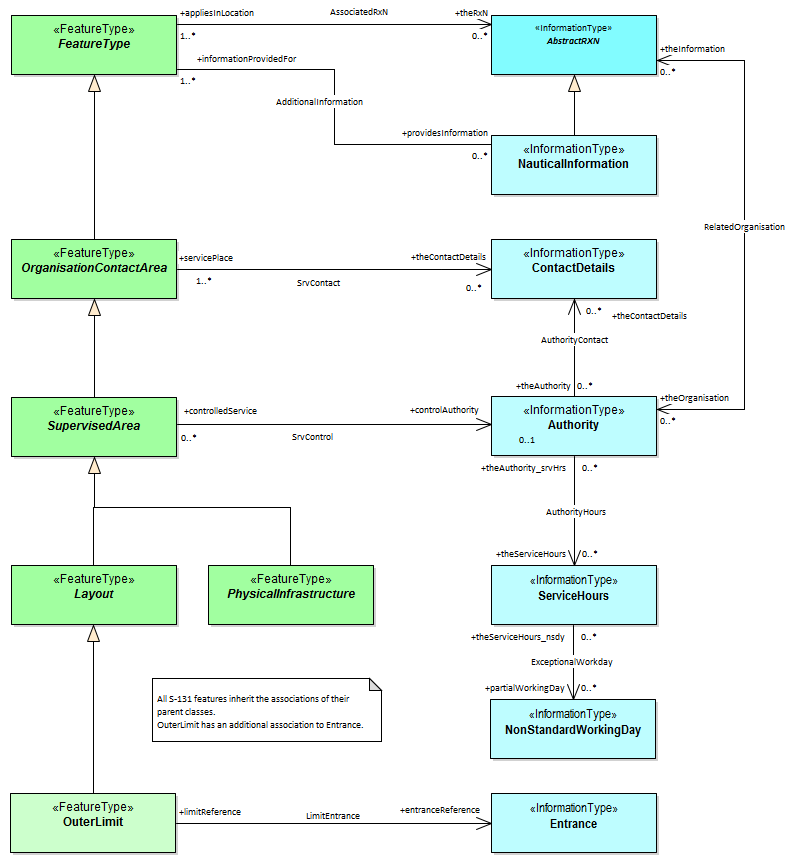 «FeatureType»
FeatureType
+appliesInLocation
AssociatedRxN
+theRxN
1..*
0..*
«InformationType»
AbstractRXN
+theInformation
0..*
+informationProvidedFor
1..*
AdditionalInformation
+providesInformation
0..*
«InformationType»
NauticalInformation
RelatedOrganisation
«FeatureType»
OrganisationContactArea
+servicePlace
1..*
SrvContact
+theContactDetails
0..*
«InformationType»
ContactDetails
0..*
+theContactDetails
AuthorityContact
+theAuthority
0..*
«FeatureType»
SupervisedArea
+controlledService
0..*
SrvControl
+controlAuthority
«InformationType»
Authority
0..1
+theOrganisation
0..*
+theAuthority_srvHrs
0..*
AuthorityHours
+theServiceHours
0..*
«FeatureType»
Layout
«FeatureType»
PhysicalInfrastructure
«InformationType»
ServiceHours
+theServiceHours_nsdy
0..*
ExceptionalWorkday
+partialWorkingDay
0..*
All S-131 features inherit the associations of their
parent classes.
OuterLimit has an additional association to Entrance.
«InformationType»
NonStandardWorkingDay
«FeatureType»
OuterLimit
+limitReference
LimitEntrance
+entranceReference
«InformationType»
Entrance